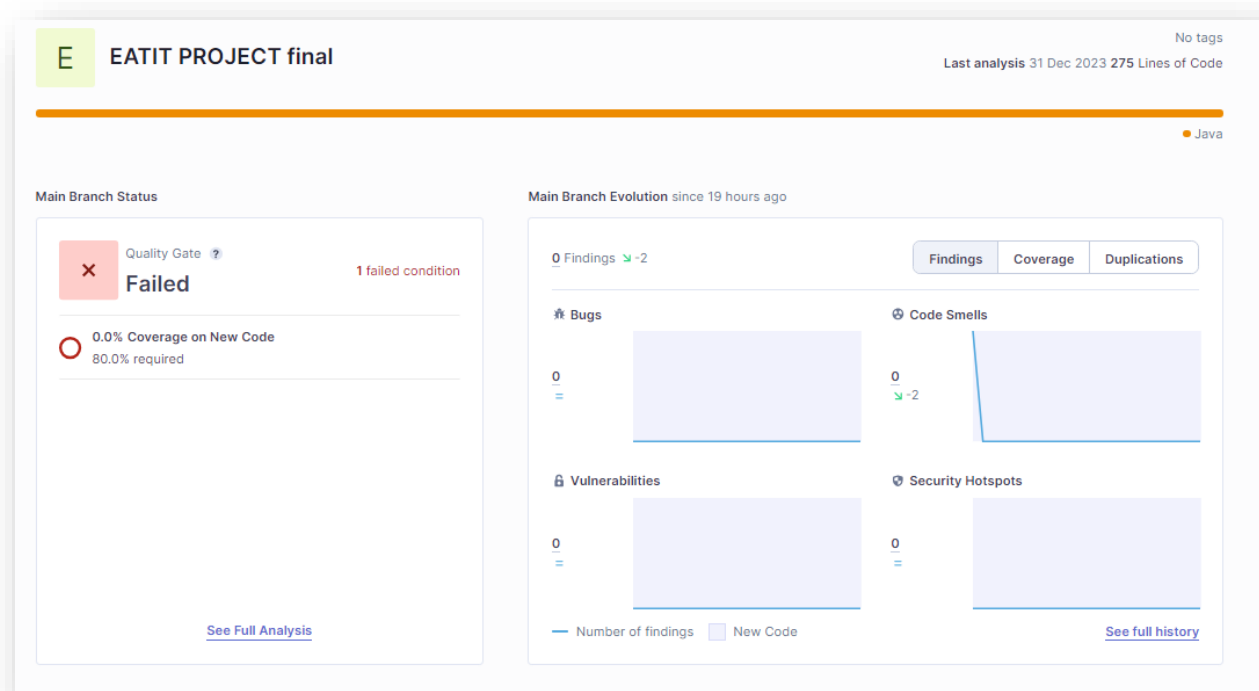 E
EATIT PROJECT final
No tags
Last analysis 31 Dec 2023 275 Lines of Code
Java
Main Branch Status
Quality Gate ?
Failed
1 failed condition
0.0% Coverage on New Code
80.0% required
See Full Analysis
Main Branch Evolution since 19 hours ago
0 Findings -2
Findings Coverage Duplications
Bugs
0
=
Code Smells
0
-2
Vulnerabilities
0
=
Security Hotspots
0
=
Number of findings New Code
See full history